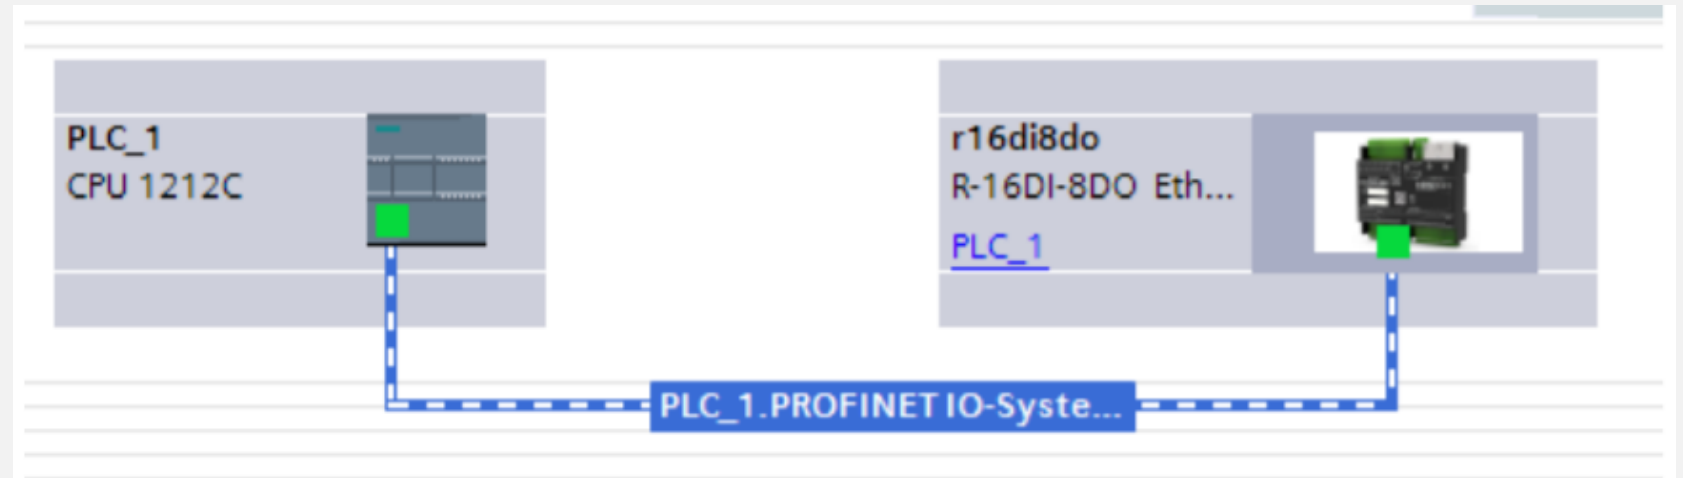 PLC_1
CPU 1212C
r16di8do
R-16DI-8DO Eth...
PLC_1
PLC_1.PROFINET IO-Syste...